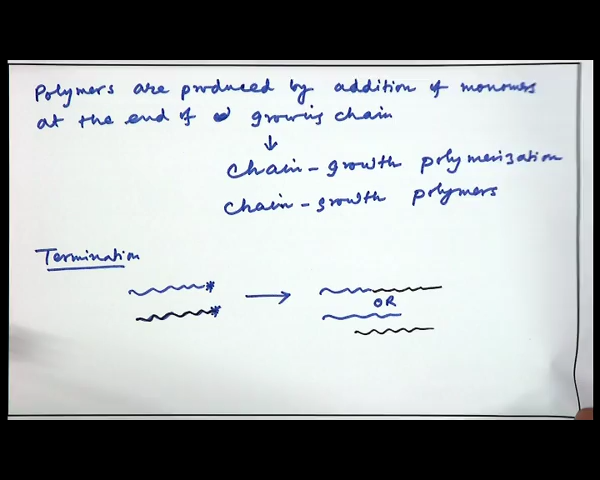 Polymers are produced by addition of monomers
at the end of growing chain
↓
chain-growth polymerization
chain-growth polymers
Termination
* →
OR
*